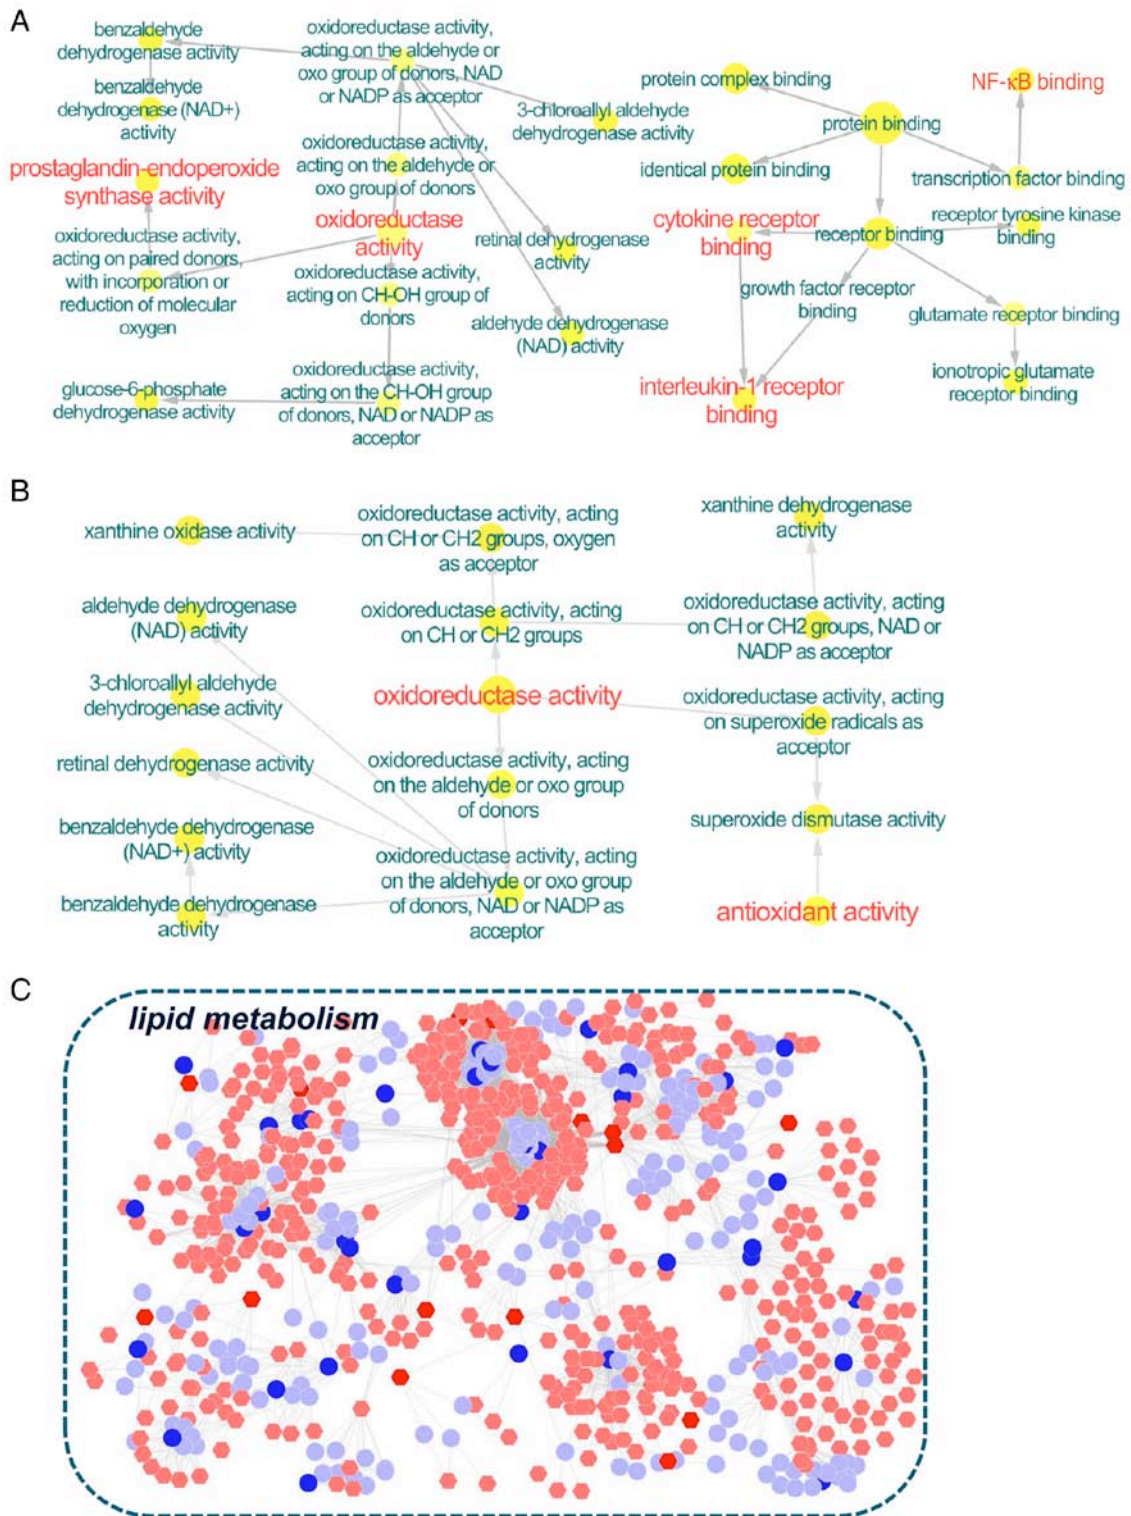 A
benzaldehyde
dehydrogenase activity
benzaldehyde
dehydrogenase (NAD+)
activity
prostaglandin-endoperoxide
synthase activity
oxidoreductase activity,
acting on paired donors,
with incorporation or
reduction of molecular
oxygen
glucose-6-phosphate
dehydrogenase activity
oxidoreductase activity,
acting on the aldehyde or
oxo group of donors, NAD
or NADP as acceptor
oxidoreductase activity,
acting on the aldehyde or
oxo group of donors
oxidoreductase
activity
oxidoreductase activity,
acting on CH-OH group of
donors
oxidoreductase activity,
acting on the CH-OH group
of donors, NAD or NADP as
acceptor
3-chloroallyl aldehyde
dehydrogenase activity
retinal dehydrogenase
activity
aldehyde dehydrogenase
(NAD) activity
protein complex binding
NF-κB binding
protein binding
identical protein binding
transcription factor binding
cytokine receptor
binding
receptor binding
receptor tyrosine kinase
binding
growth factor receptor
binding
glutamate receptor binding
interleukin-1 receptor
binding
ionotropic glutamate
receptor binding
B
xanthine oxidase activity
aldehyde dehydrogenase
(NAD) activity
3-chloroallyl aldehyde
dehydrogenase activity
retinal dehydrogenase activity
benzaldehyde dehydrogenase
(NAD+) activity
benzaldehyde dehydrogenase
activity
oxidoreductase activity, acting
on CH or CH2 groups, oxygen
as acceptor
oxidoreductase activity, acting
on CH or CH2 groups
oxidoreductase activity
oxidoreductase activity, acting
on the aldehyde or oxo group
of donors
oxidoreductase activity, acting
on the aldehyde or oxo group
of donors, NAD or NADP as
acceptor
xanthine dehydrogenase
activity
oxidoreductase activity, acting
on CH or CH2 groups, NAD or
NADP as acceptor
oxidoreductase activity, acting
on superoxide radicals as
acceptor
superoxide dismutase activity
antioxidant activity
C
lipid metabolism